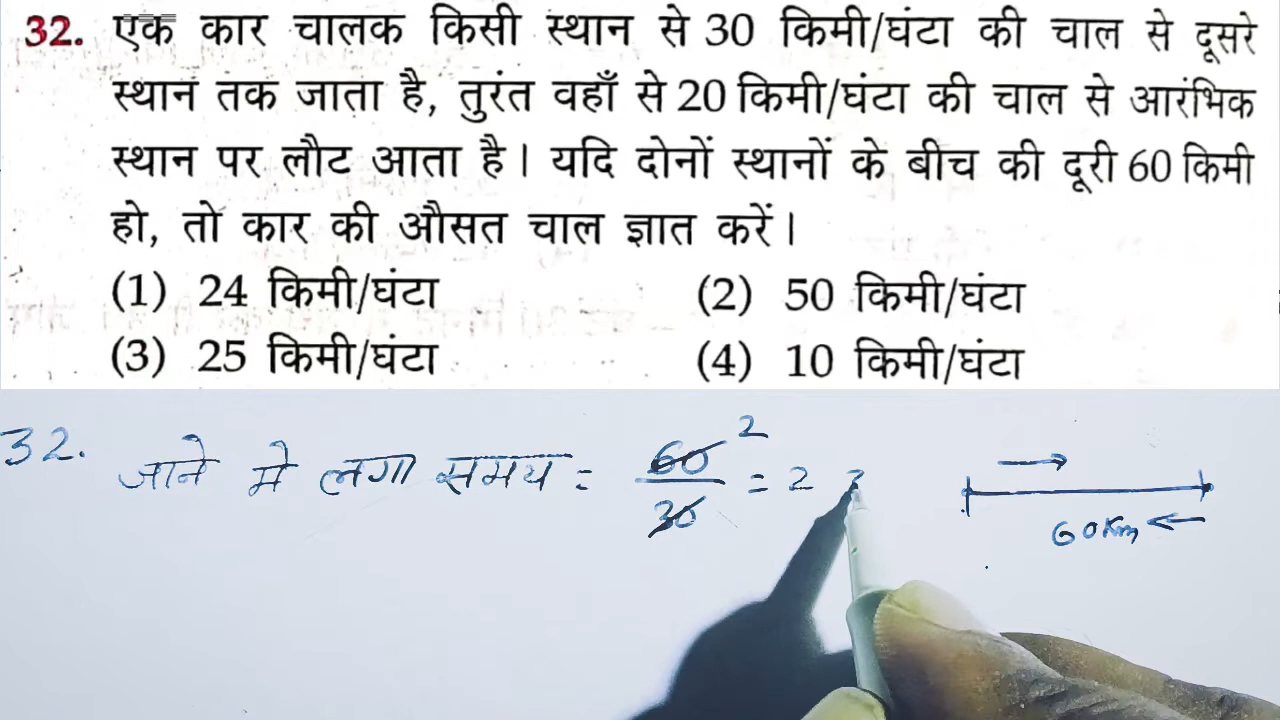 32. एक कार चालक किसी स्थान से 30 किमी/घंटा की चाल से दूसरे
स्थान तक जाता है, तुरंत वहाँ से 20 किमी/घंटा की चाल से आरंभिक
स्थान पर लौट आता है। यदि दोनों स्थानों के बीच की दूरी 60 किमी
हो, तो कार की औसत चाल ज्ञात करें।
(1) 24 किमी/घंटा (2) 50 किमी/घंटा
(3) 25 किमी/घंटा (4) 10 किमी/घंटा
32. जाने मे लगा समय = 60/30 2 = 2
60Km